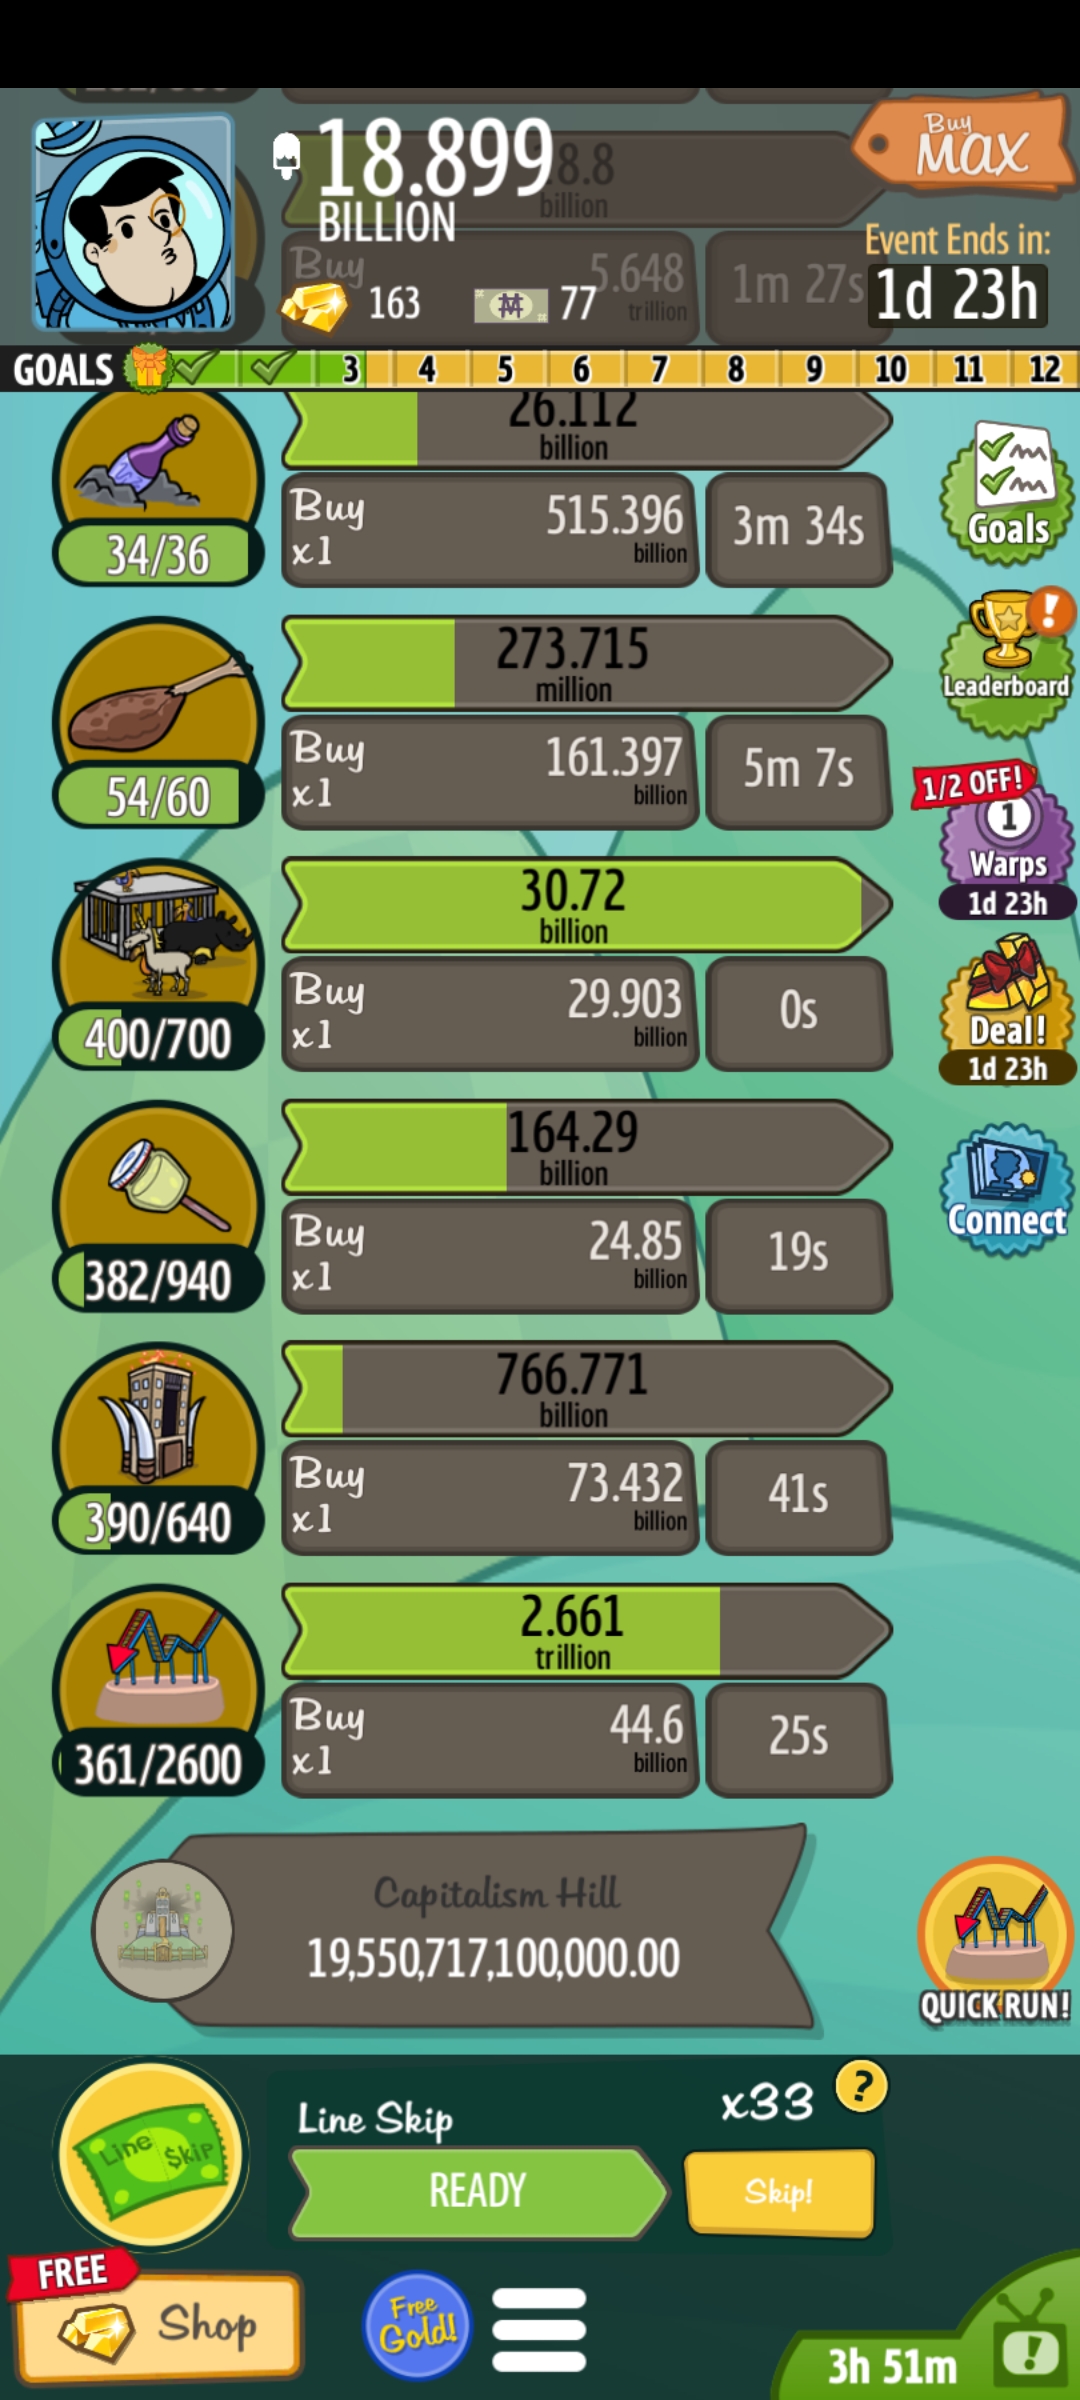 Buy
MAX
18.899
BILLION
18.8
billion
Event Ends in:
1d 23h
Buy
5.648
trillion
1m 27s
163
77
GOALS
3
4
5
6
7
8
9
10
11
12
26.112
billion
34/36
Buy
x1
515.396
billion
3m 34s
Goals
273.715
million
54/60
Buy
x1
161.397
billion
5m 7s
Leaderboard
1/2 OFF!
1
Warps
1d 23h
30.72
billion
400/700
Buy
x1
29.903
billion
0s
Deal!
1d 23h
164.29
billion
382/940
Buy
x1
24.85
billion
19s
Connect
766.771
billion
390/640
Buy
x1
73.432
billion
41s
2.661
trillion
361/2600
Buy
x1
44.6
billion
25s
Capitalism Hill
19,550,717,100,000.00
QUICK RUN!
Line $kip
Line Skip
x33
?
READY
Skip!
FREE
Shop
Free
Gold!
3h 51m